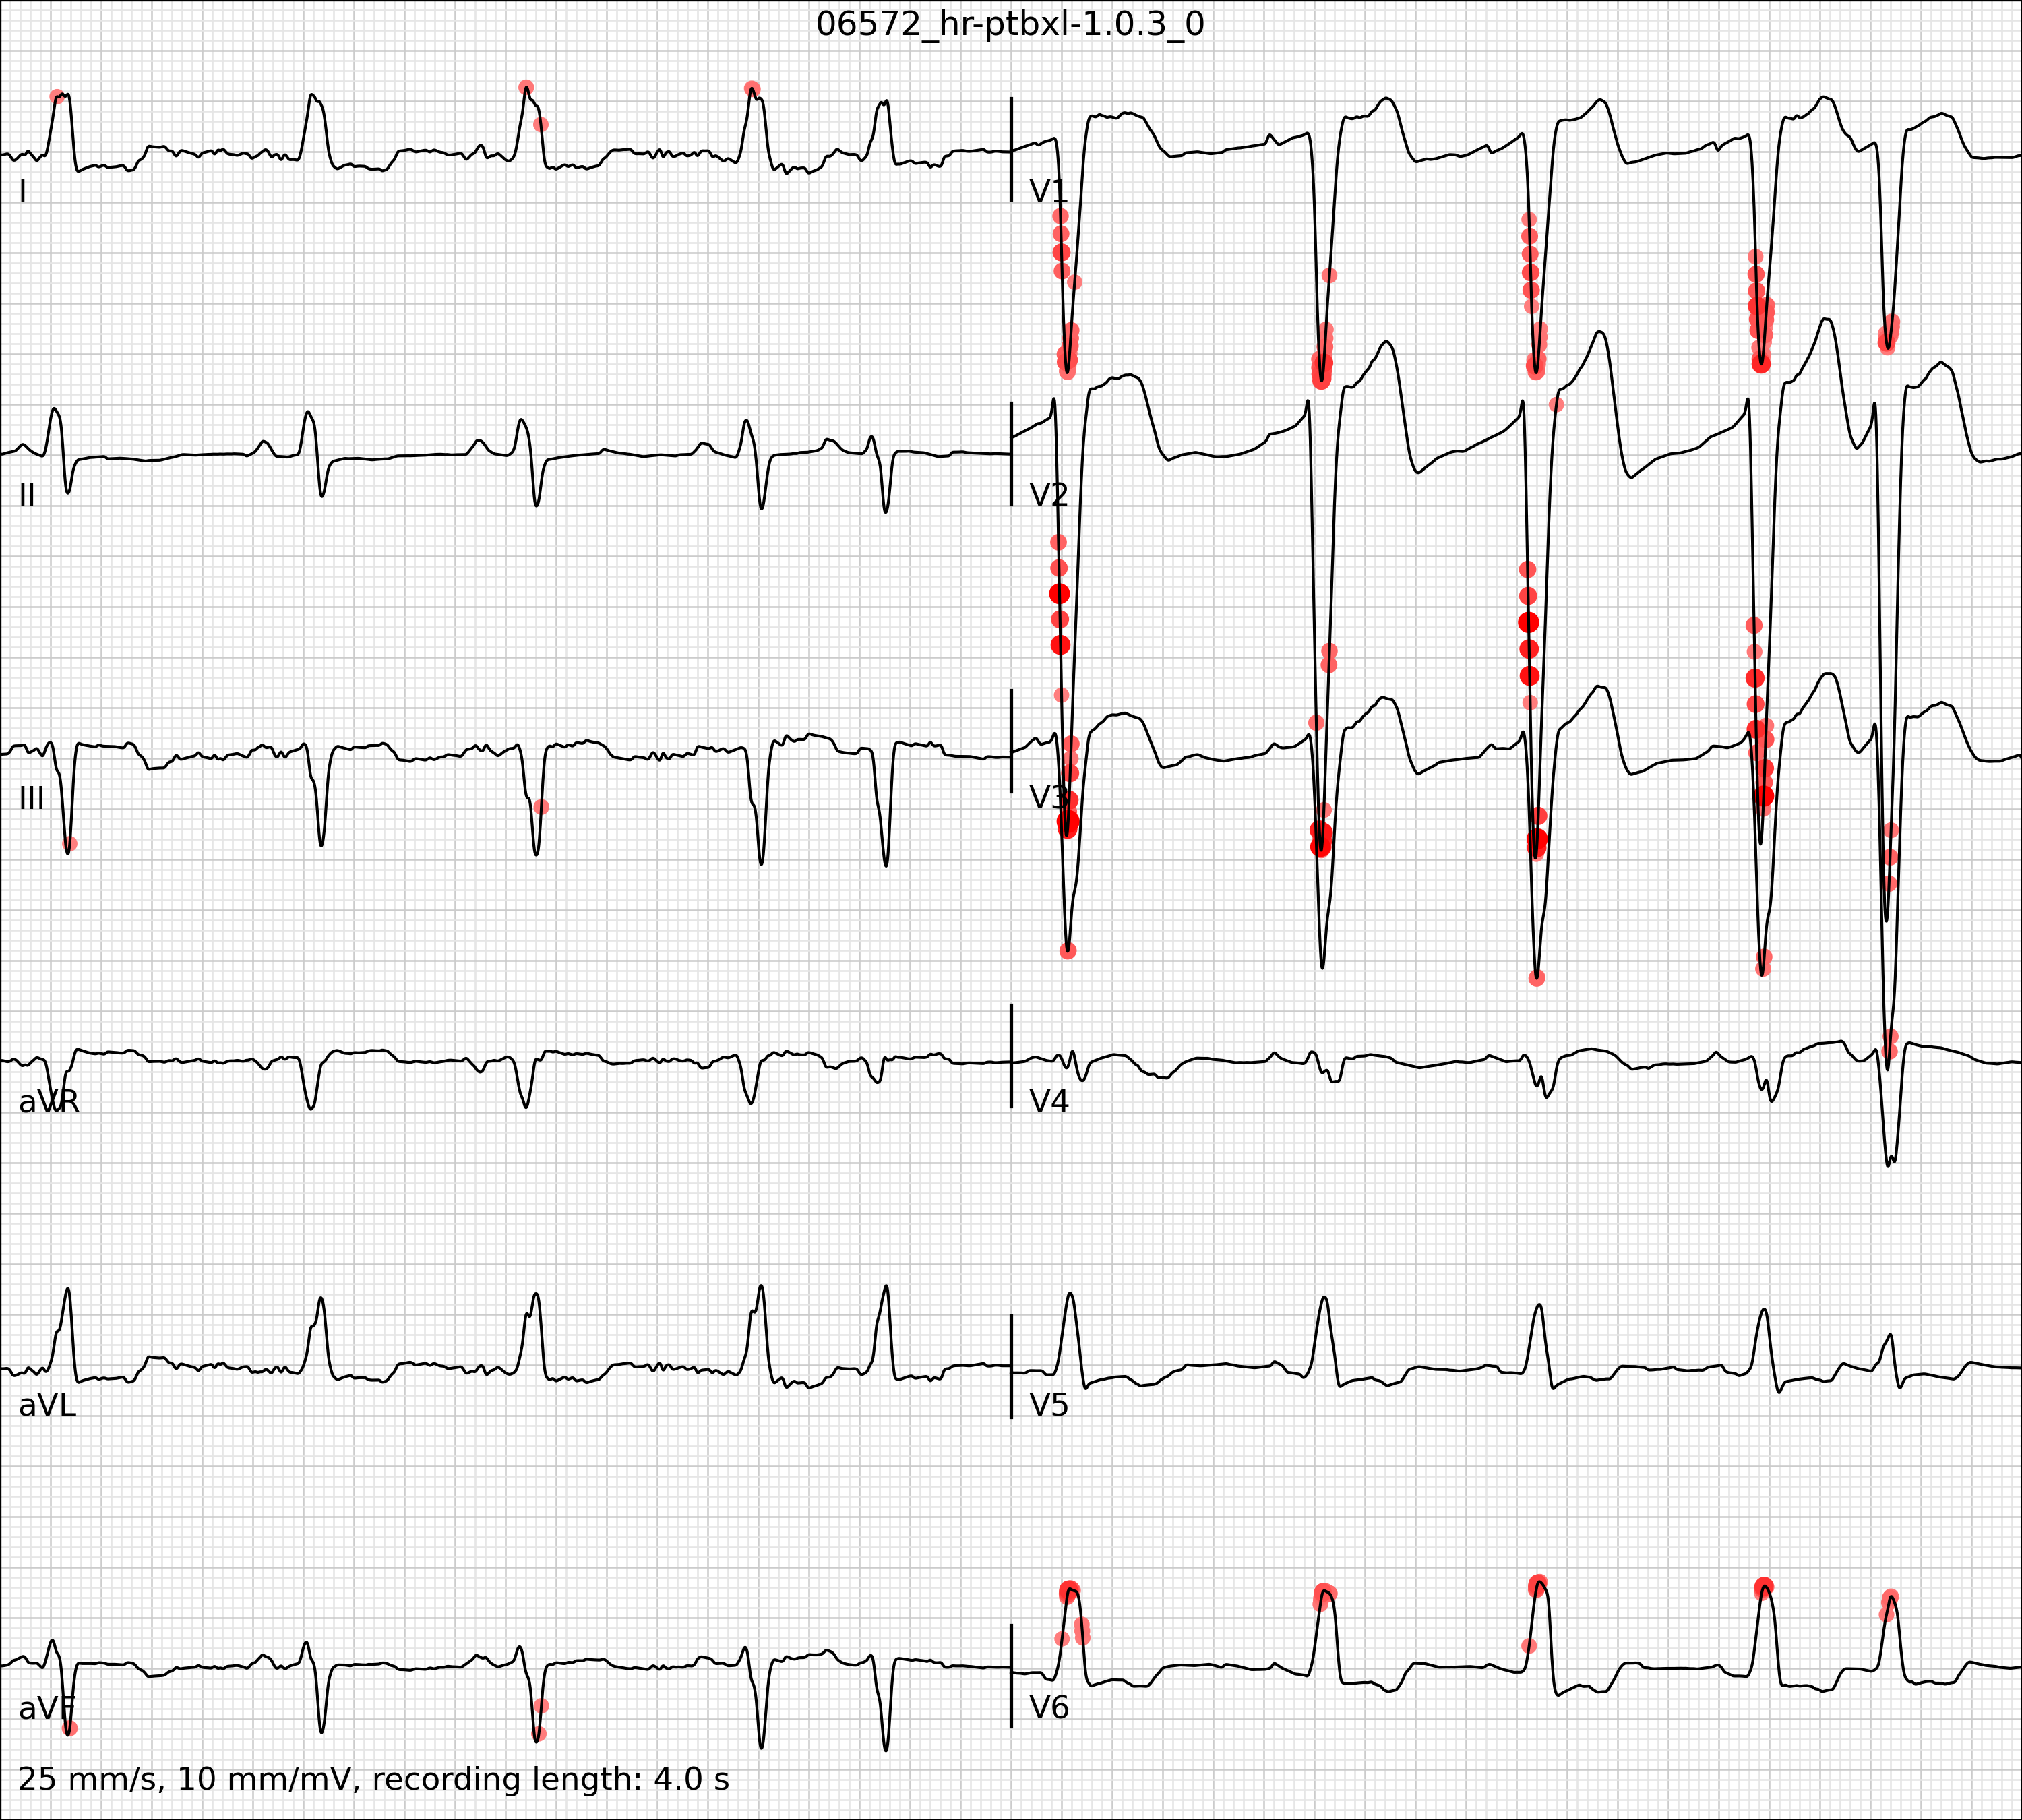 06572_hr-ptbxl-1.0.3_0
I
V1
II
V2
III
V3
aVR
V4
aVL
V5
aVF
V6
25 mm/s, 10 mm/mV, recording length: 4.0 s